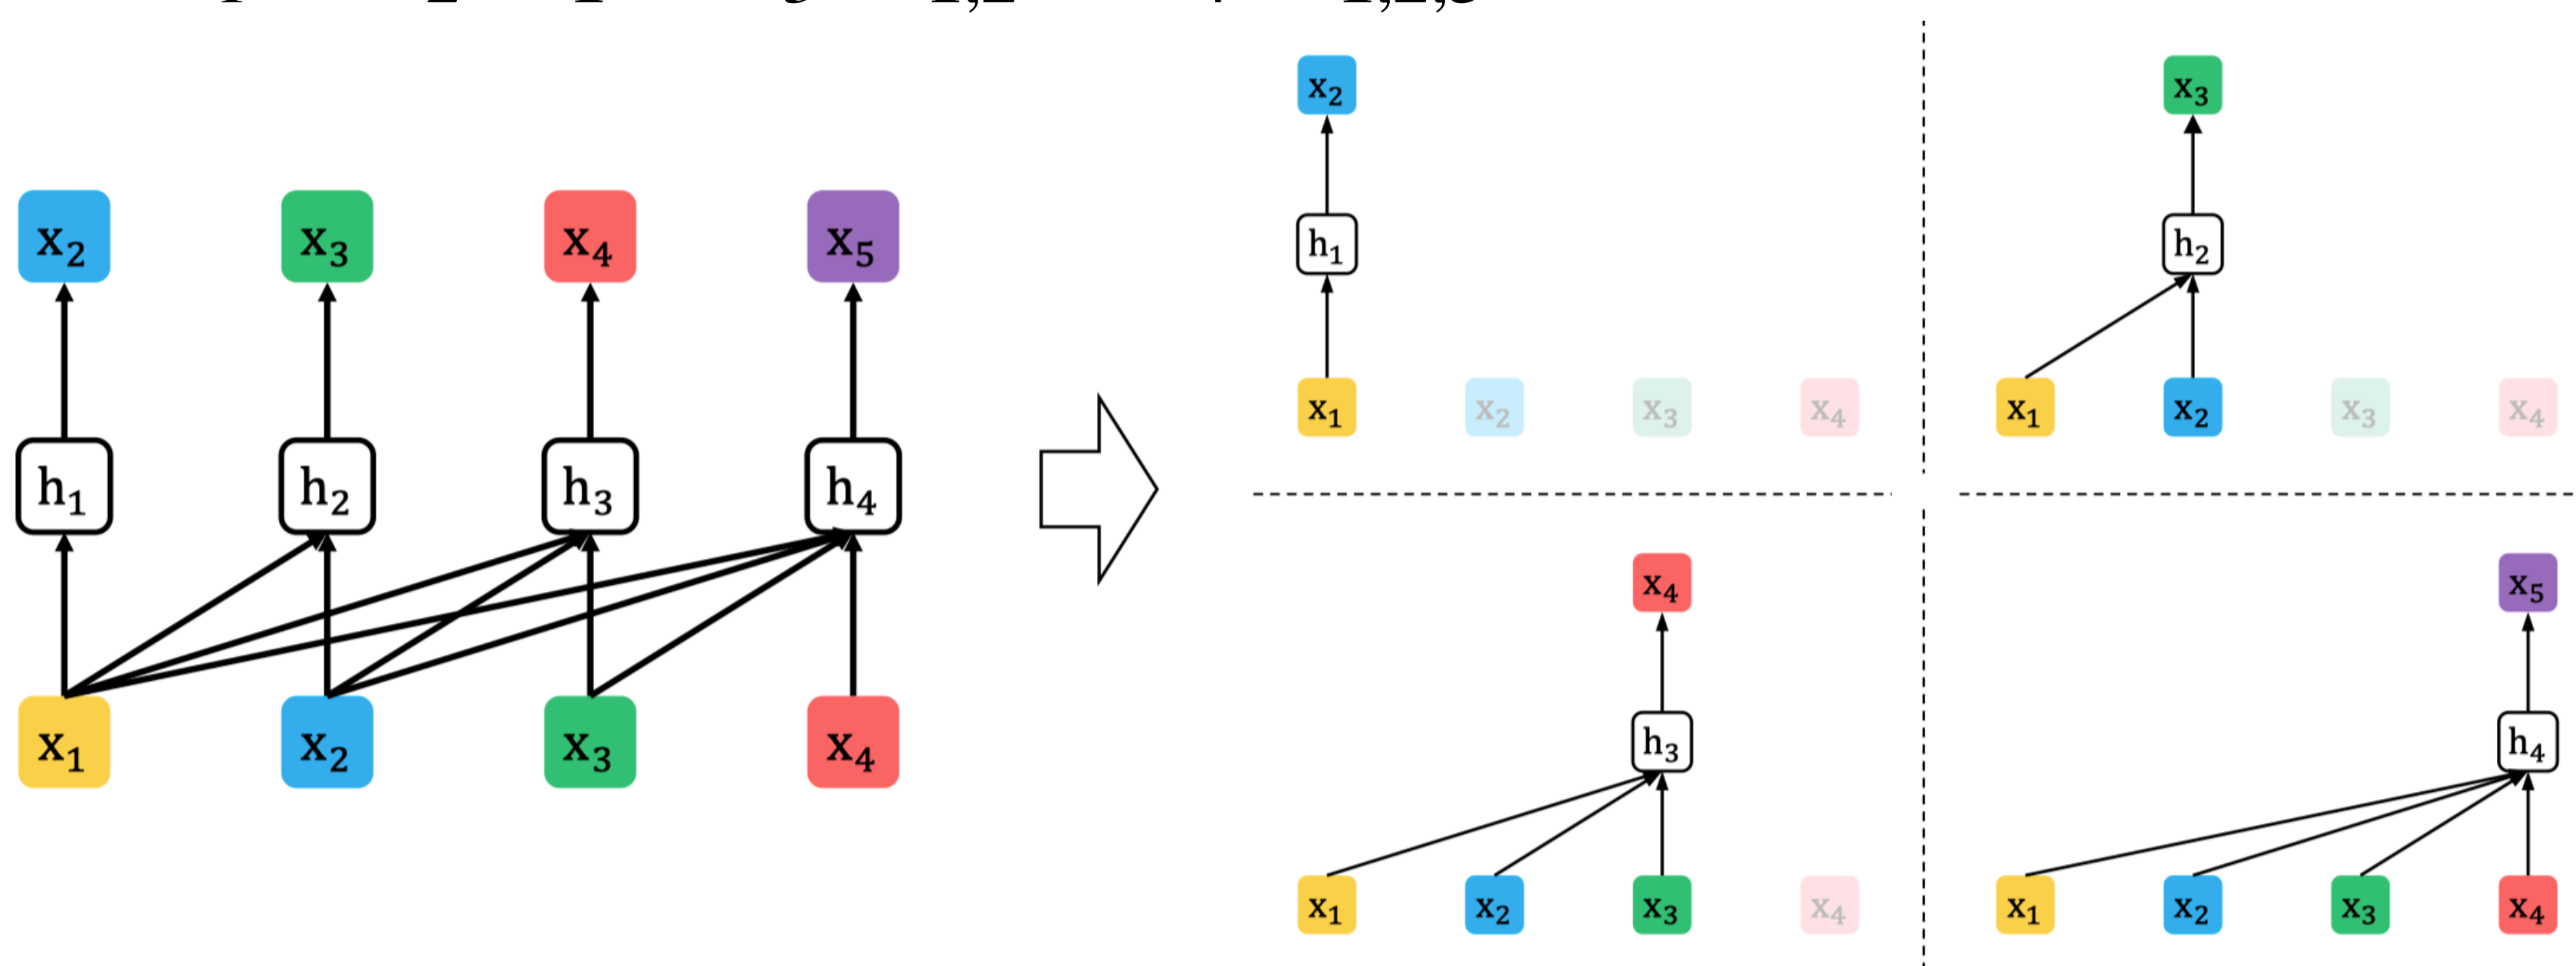 x₂ x₃ x₄ x₅
h₁ h₂ h₃ h₄
x₁ x₂ x₃ x₄
x₂
h₁
x₁ x₂ x₃ x₄
x₃
h₂
x₁ x₂ x₃ x₄
x₄
h₃
x₁ x₂ x₃ x₄
x₅
h₄
x₁ x₂ x₃ x₄